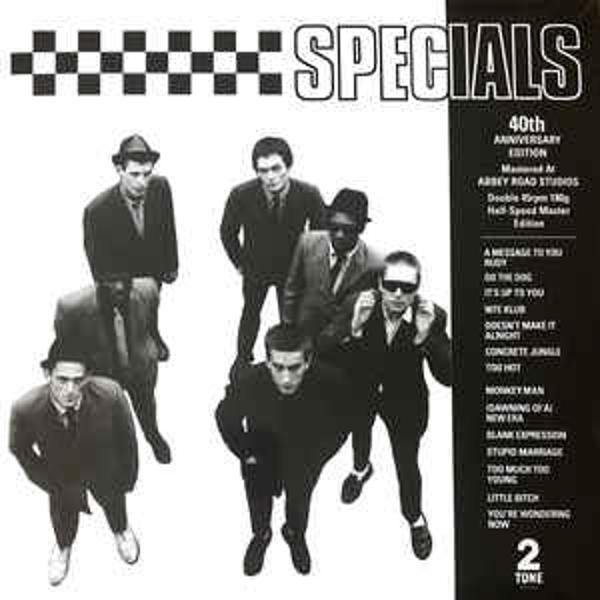 SPECIALS
40th
ANNIVERSARY
EDITION
Mastered At
ABBEY ROAD STUDIOS
Double 45rpm 180g
Half-Speed Master
Edition
A MESSAGE TO YOU
RUDY
DO THE DOG
IT'S UP TO YOU
NITE KLUB
DOESN'T MAKE IT
ALRIGHT
CONCRETE JUNGLE
TOO HOT
MONKEY MAN
(DAWNING OF A)
NEW ERA
BLANK EXPRESSION
STUPID MARRIAGE
TOO MUCH TOO
YOUNG
LITTLE BITCH
YOU'RE WONDERING
NOW
2
TONE